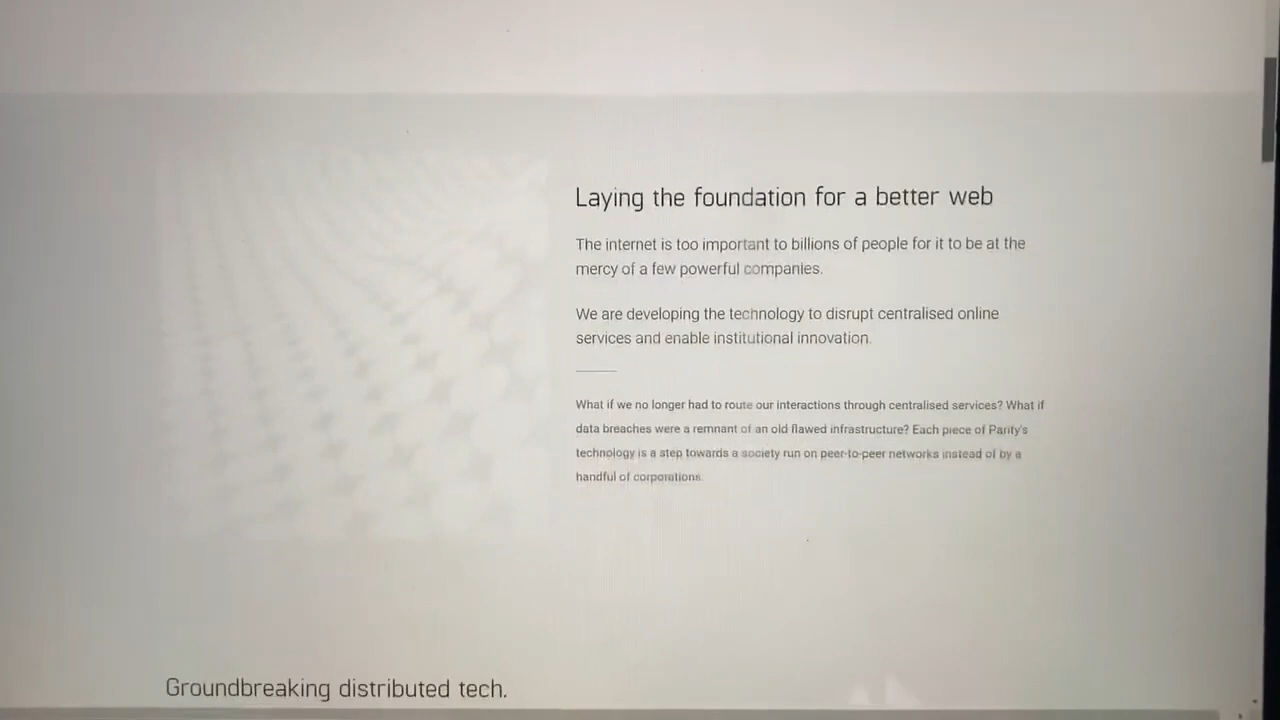 Laying the foundation for a better web
The internet is too important to billions of people for it to be at the
mercy of a few powerful companies.
We are developing the technology to disrupt centralised online
services and enable institutional innovation.
What if we no longer had to route our interactions through centralised services? What if
data breaches were a remnant of an old flawed infrastructure? Each piece of Parity's
technology is a step towards a society run on peer-to-peer networks instead of by a
handful of corporations.
Groundbreaking distributed tech.